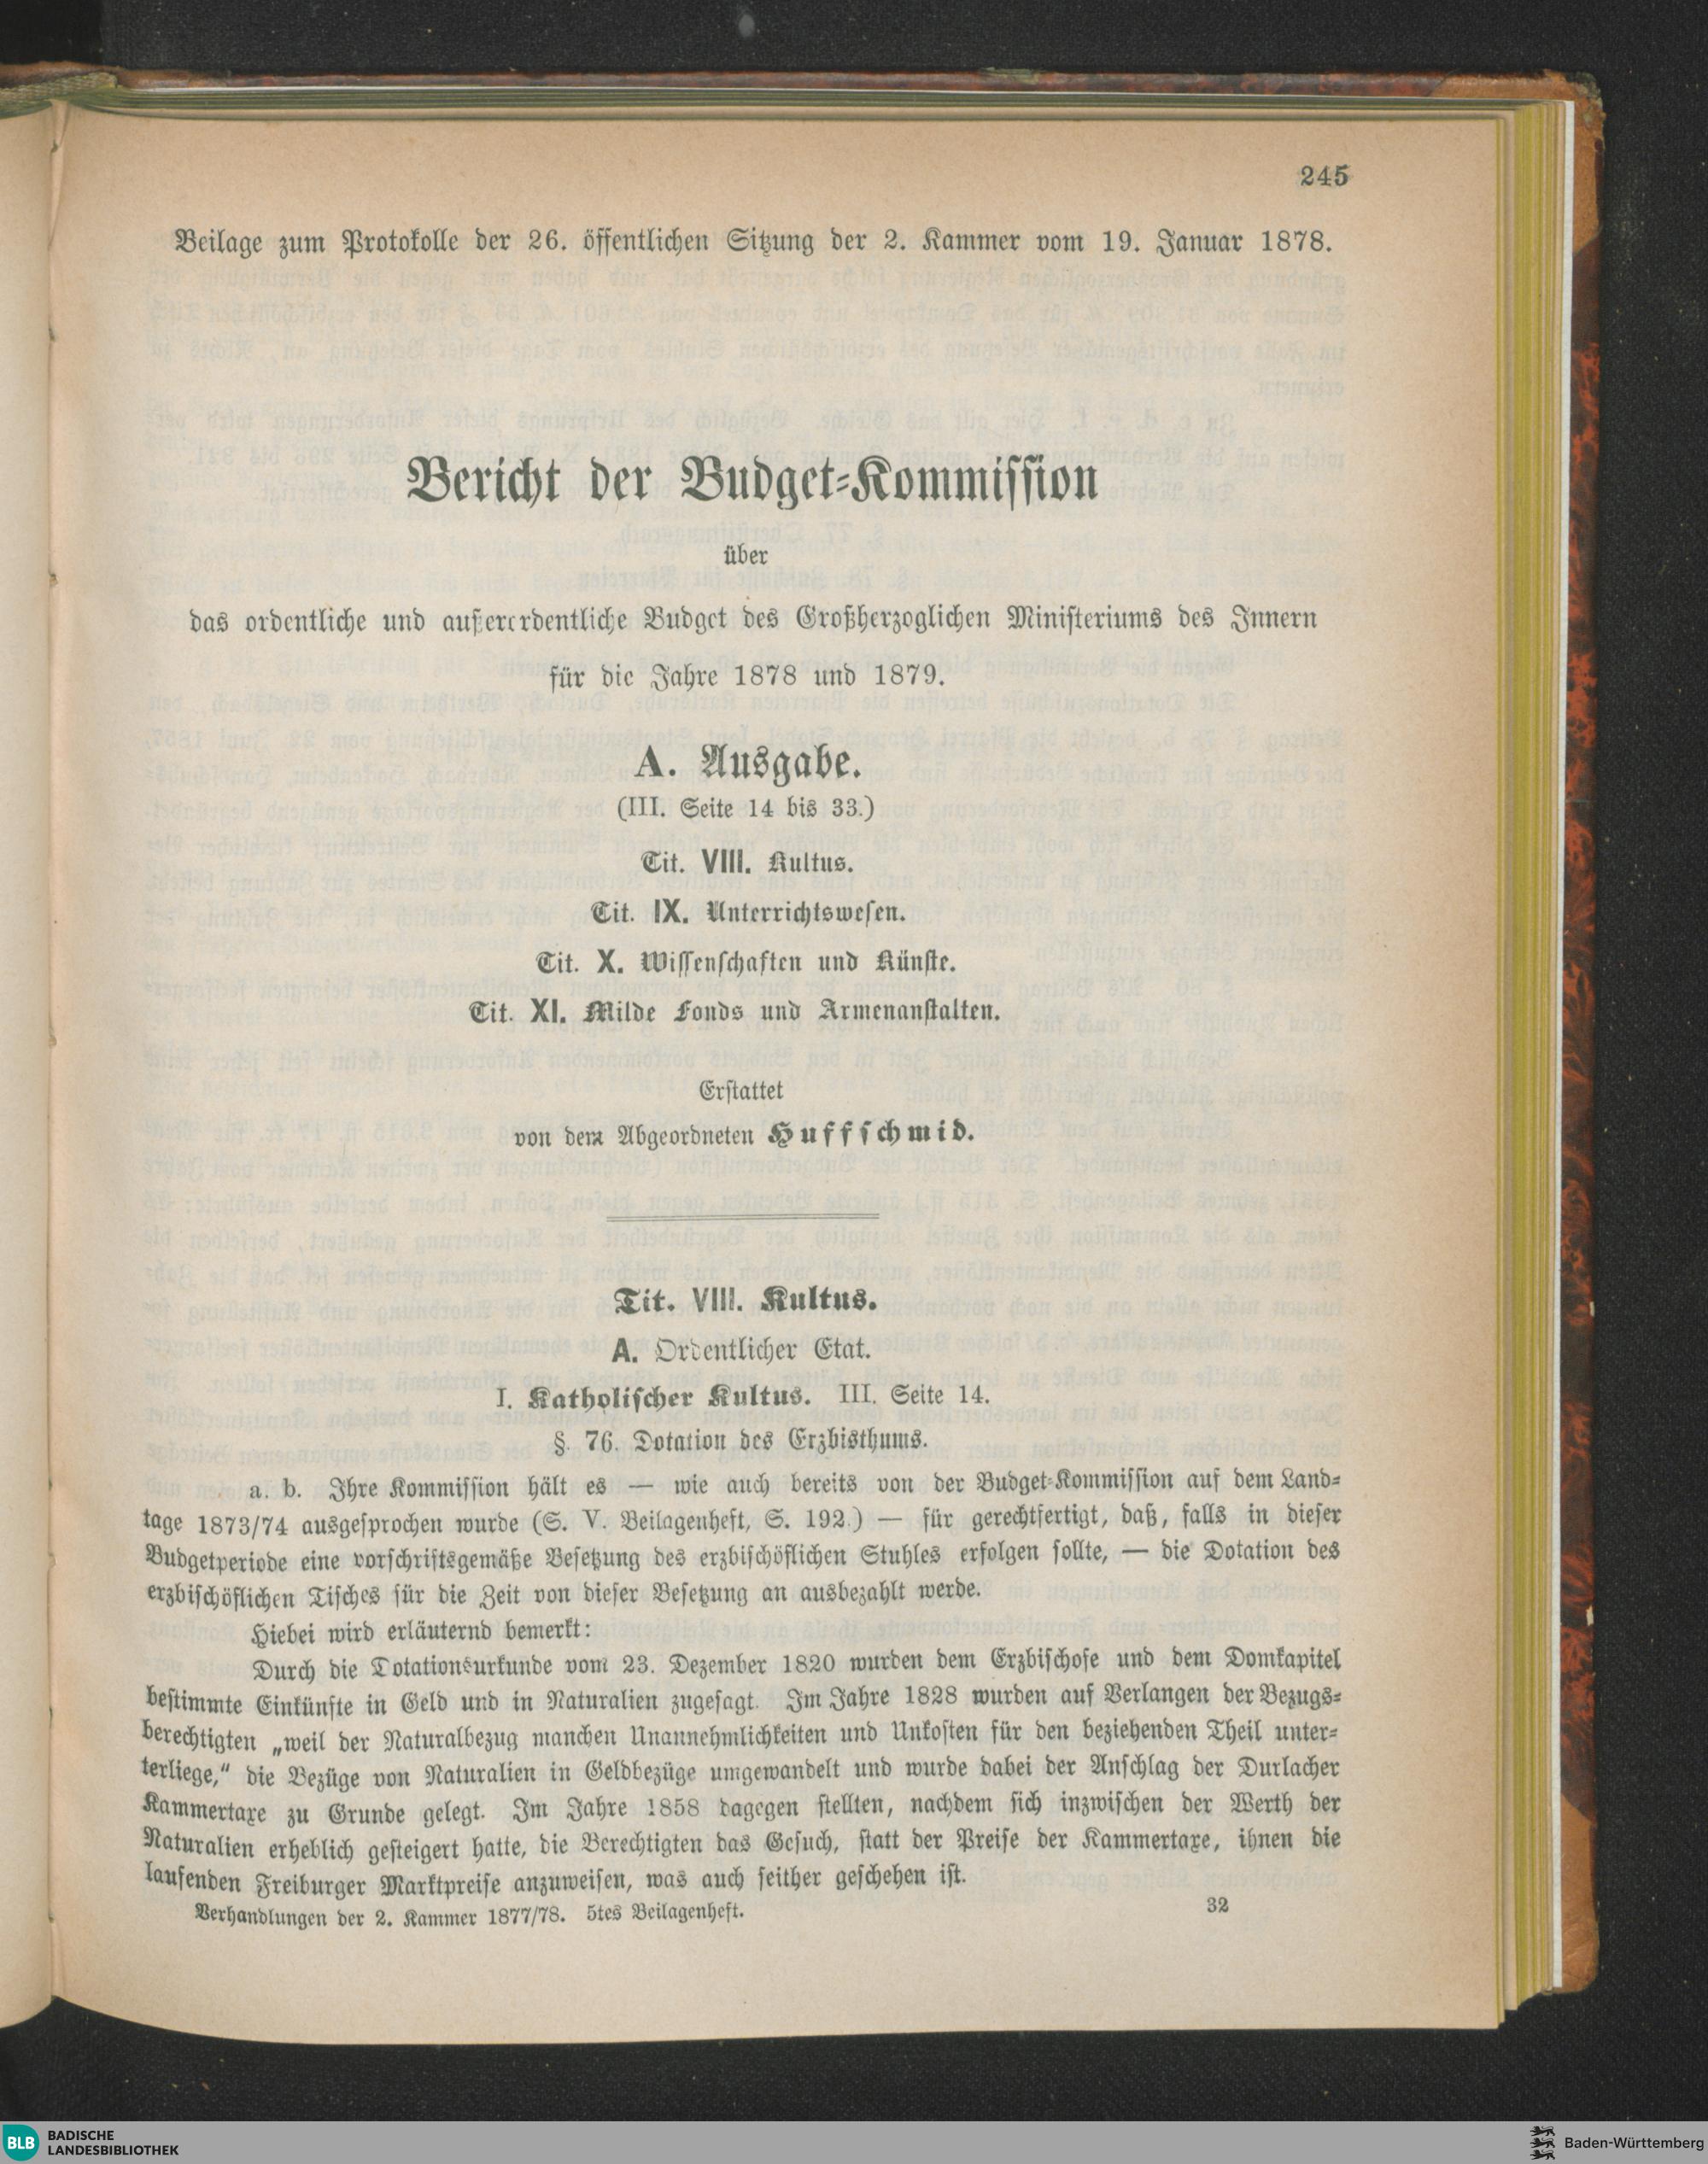 245
Beilage zum Protokolle der 26. öffentlichen Sitzung der 2. Kammer vom 19. Januar 1878.
Bericht der Budget-Kommission
über
das ordentliche und außerordentliche Budget des Großherzoglichen Ministeriums des Innern
für die Jahre 1878 und 1879.
A. Ausgabe.
(III. Seite 14 bis 33.)
Tit. VIII. Kultus.
Tit. IX. Unterrichtswesen.
Tit. X. Wissenschaften und Künste.
Tit. XI. Milde Fonds und Armenanstalten.
Erstattet
von dem Abgeordneten Huffschmid.
Tit. VIII. Kultus.
A. Ordentlicher Etat.
I. Katholischer Kultus. III. Seite 14.
§. 76. Dotation des Erzbisthums.
a. b. Ihre Kommission hält es — wie auch bereits von der Budget-Kommission auf dem Land-
tage 1873/74 ausgesprochen wurde (S. V. Beilagenheft, S. 192.) — für gerechtfertigt, daß, falls in dieser
Budgetperiode eine vorschriftsgemäße Besetzung des erzbischöflichen Stuhles erfolgen sollte, — die Dotation des
erzbischöflichen Tisches für die Zeit von dieser Besetzung an ausbezahlt werde.
Hiebei wird erläuternd bemerkt:
Durch die Dotationsurkunde vom 23. Dezember 1820 wurden dem Erzbischofe und dem Domkapitel
bestimmte Einkünfte in Geld und in Naturalien zugesagt. Im Jahre 1828 wurden auf Verlangen der Bezugs-
berechtigten „weil der Naturalbezug manchen Unannehmlichkeiten und Unkosten für den beziehenden Theil unter-
terliege,“ die Bezüge von Naturalien in Geldbezüge umgewandelt und wurde dabei der Anschlag der Durlacher
Kammertaxe zu Grunde gelegt. Im Jahre 1858 dagegen stellten, nachdem sich inzwischen der Werth der
Naturalien erheblich gesteigert hatte, die Berechtigten das Gesuch, statt der Preise der Kammertaxe, ihnen die
laufenden Freiburger Marktpreise anzuweisen, was auch seither geschehen ist.
Verhandlungen der 2. Kammer 1877/78. 5tes Beilagenheft.
32
BLB BADISCHE
LANDESBIBLIOTHEK
Baden-Württemberg